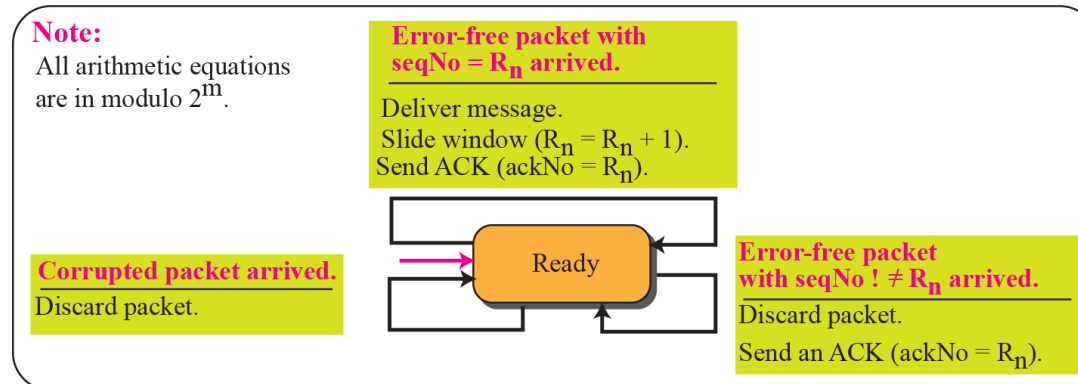 Note:
All arithmetic equations
are in modulo 2^m.
Error-free packet with
seqNo = Rn arrived.
Deliver message.
Slide window (Rn = Rn + 1).
Send ACK (ackNo = Rn).
Ready
Corrupted packet arrived.
Discard packet.
Error-free packet
with seqNo ! ≠ Rn arrived.
Discard packet.
Send an ACK (ackNo = Rn).